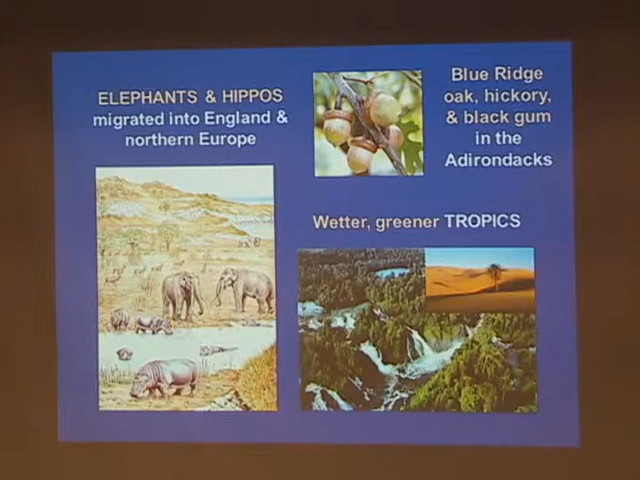 ELEPHANTS & HIPPOS
migrated into England &
northern Europe
Blue Ridge
oak, hickory,
& black gum
in the
Adirondacks
Wetter, greener TROPICS